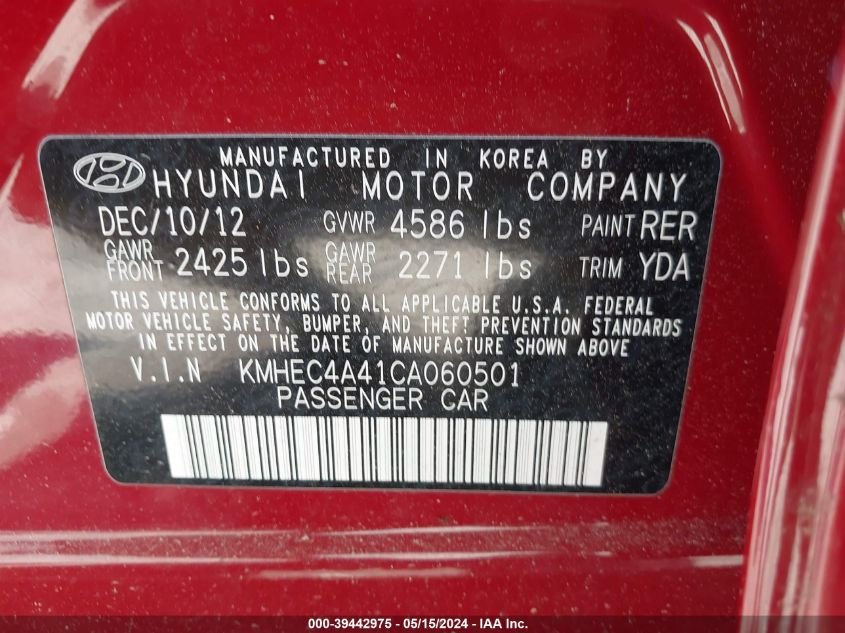 MANUFACTURED IN KOREA BY
HYUNDAI MOTOR COMPANY
DEC/10/12 GVWR 4586 lbs PAINT RER
GAWR FRONT 2425 lbs GAWR REAR 2271 lbs TRIM YDA
THIS VEHICLE CONFORMS TO ALL APPLICABLE U.S.A. FEDERAL
MOTOR VEHICLE SAFETY, BUMPER, AND THEFT PREVENTION STANDARDS
IN EFFECT ON THE DATE OF MANUFACTURE SHOWN ABOVE
V.I.N KMHEC4A41CA060501
PASSENGER CAR
000-39442975 - 05/15/2024 - IAA Inc.